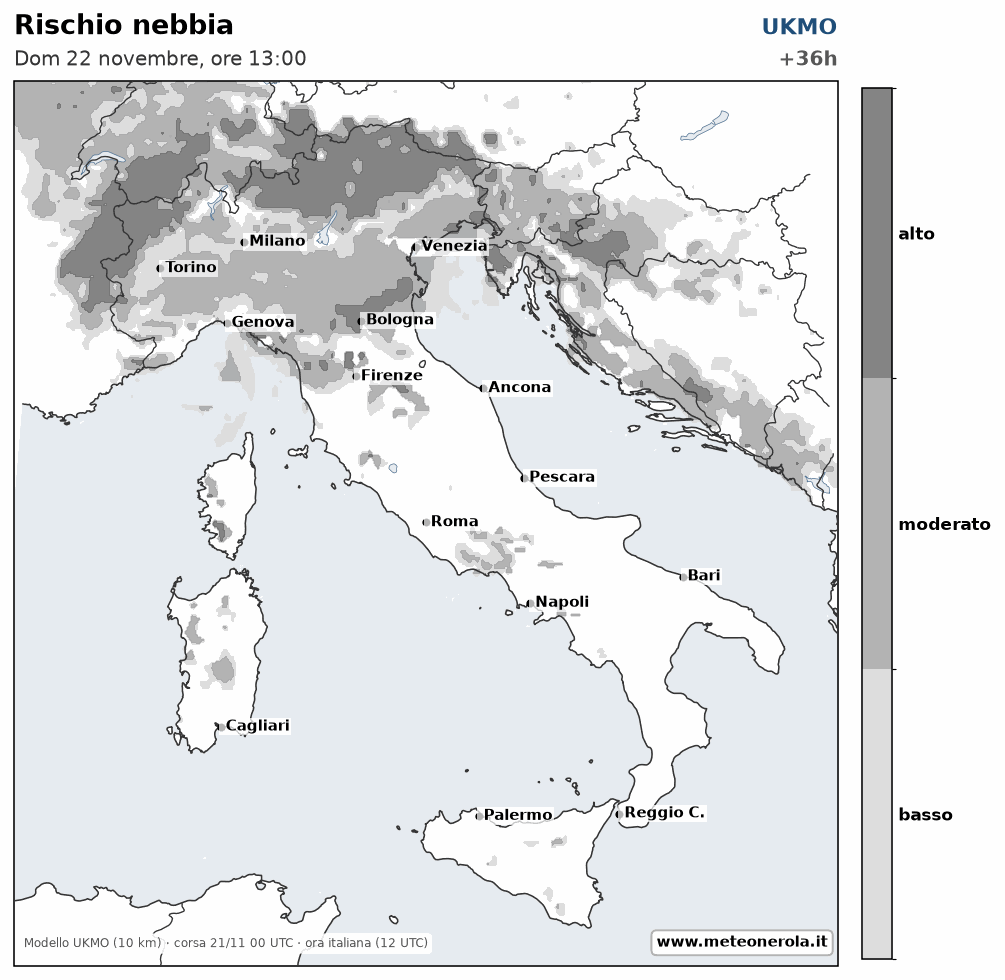 Rischio nebbia
UKMO
Dom 22 novembre, ore 13:00
+36h
alto
Milano
Venezia
Torino
Genova
Bologna
Firenze
Ancona
Pescara
Roma
moderato
Bari
Napoli
Cagliari
Palermo
Reggio C.
basso
Modello UKMO (10 km) · corsa 21/11 00 UTC · ora italiana (12 UTC)
www.meteonerola.it